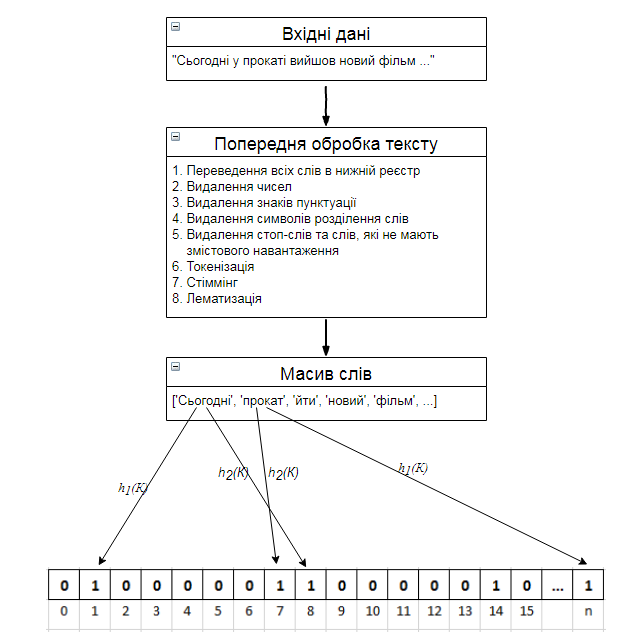 Вхідні дані
"Сьогодні у прокаті вийшов новий фільм ..."
Попередня обробка тексту
1. Переведення всіх слів в нижній реєстр
2. Видалення чисел
3. Видалення знаків пунктуації
4. Видалення символів розділення слів
5. Видалення стоп-слів та слів, які не мають
змістового навантаження
6. Токенізація
7. Стіммінг
8. Лематизація
Масив слів
['Сьогодні', 'прокат', 'йти', 'новий', 'фільм', ...]
h1(К) h2(К) h2(К) h1(К)
0 1 0 0 0 0 0 1 1 0 0 0 0 0 1 0 ... 1
0 1 2 3 4 5 6 7 8 9 10 11 12 13 14 15 n